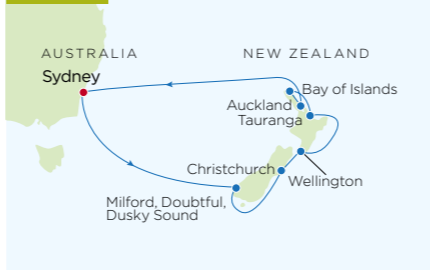 AUSTRALIA
NEW ZEALAND
Sydney
Bay of Islands
Auckland
Tauranga
Christchurch
Wellington
Milford, Doubtful,
Dusky Sound